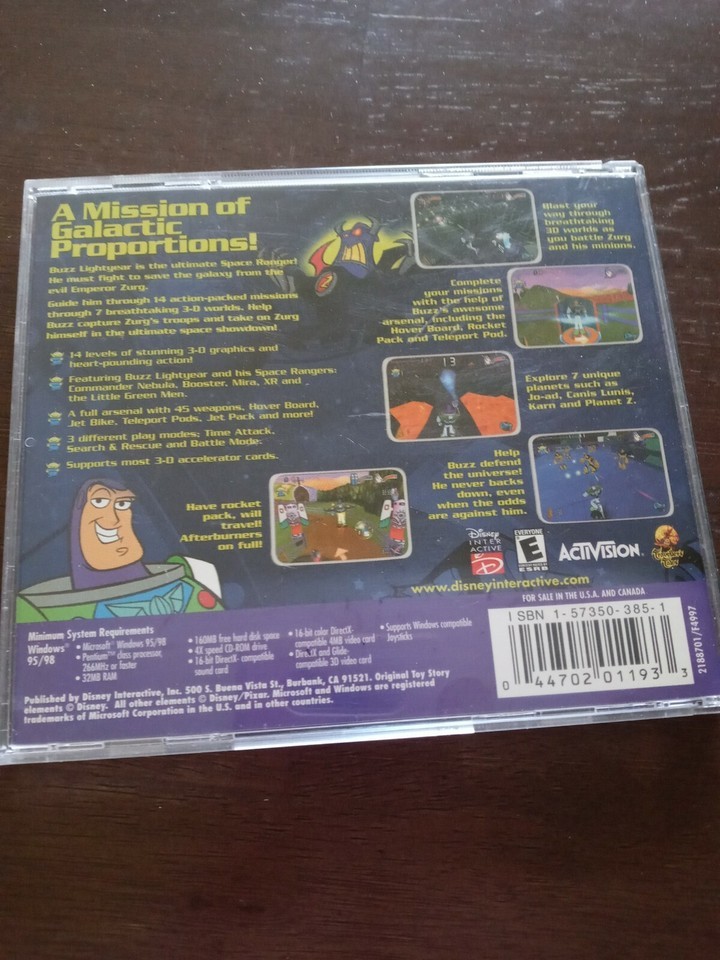 A Mission of
Galactic
Proportions!
Buzz Lightyear is the ultimate Space Ranger!
He must fight to save the galaxy from the
evil Emperor Zurg.
Guide him through 14 action-packed missions
through 7 breathtaking 3-D worlds. Help
Buzz capture Zurg's troops and take on Zurg
himself in the ultimate space showdown!
14 levels of stunning 3-D graphics and
heart-pounding action!
Featuring Buzz Lightyear and his Space Rangers:
Commander Nebula, Booster, Mira, XR and
the Little Green Men.
A full arsenal with 45 weapons, Hover Board,
Jet Bike, Teleport Pods, Jet Pack and more!
3 different play modes; Time Attack,
Search & Rescue and Battle Mode.
Supports most 3-D accelerator cards.
Blast your
way through
breathtaking
3D worlds as
you battle Zurg
and his minions.
Complete
your missions
with the help of
Buzz's awesome
arsenal, including the
Hover Board, Rocket
Pack and Teleport Pod.
13
Explore 7 unique
planets such as
Jo-ad, Canis Lunis,
Karn and Planet Z.
Help
Buzz defend
the universe!
He never backs
down, even
when the odds
are against him.
Have rocket
pack, will
travel!
Afterburners
on full!
Z
Disney
INTER
ACTIVE
D
EVERYONE
E
ESRB
ACTIVISION.
www.disneyinteractive.com
FOR SALE IN THE U.S.A. AND CANADA
Minimum System Requirements
Windows®
95/98
• Microsoft® Windows 95/98
• Pentium™ class processor,
266MHz or faster
• 32MB RAM
• 160MB free hard disk space
• 4X speed CD-ROM drive
• 16-bit DirectX- compatible
sound card
• 16-bit color DirectX-
compatible 4MB video card
• DirectX and Glide-
compatible 3D video card
• Supports Windows compatible
Joysticks
Published by Disney Interactive, Inc. 500 S. Buena Vista St., Burbank, CA 91521. Original Toy Story
elements © Disney. All other elements © Disney/Pixar. Microsoft and Windows are registered
trademarks of Microsoft Corporation in the U.S. and in other countries.
ISBN 1-57350-385-1
0 44702 01193 3
2188701/F4997